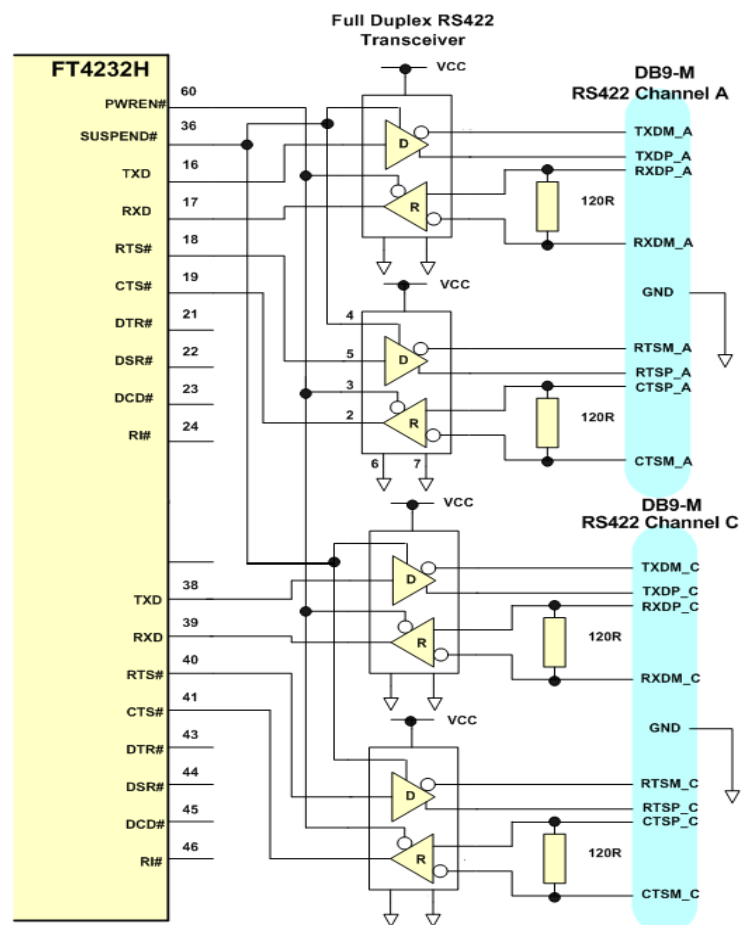 Full Duplex RS422
Transceiver
FT4232H
VCC
DB9-M
RS422 Channel A
60
PWREN#
36
SUSPEND#
D
TXDM_A
TXDP_A
16
TXD
RXDP_A
17
RXD
R
120R
18
RTS#
RXDM_A
19
CTS#
VCC
GND
21
DTR#
4
22
DSR#
5
D
RTSM_A
RTSP_A
23
DCD#
3
CTSP_A
24
RI#
2
R
120R
6
7
CTSM_A
VCC
DB9-M
RS422 Channel C
D
TXDM_C
38
TXD
TXDP_C
RXDP_C
39
RXD
R
120R
40
RTS#
RXDM_C
41
CTS#
VCC
GND
43
DTR#
44
DSR#
D
RTSM_C
RTSP_C
45
DCD#
CTSP_C
46
RI#
R
120R
CTSM_C